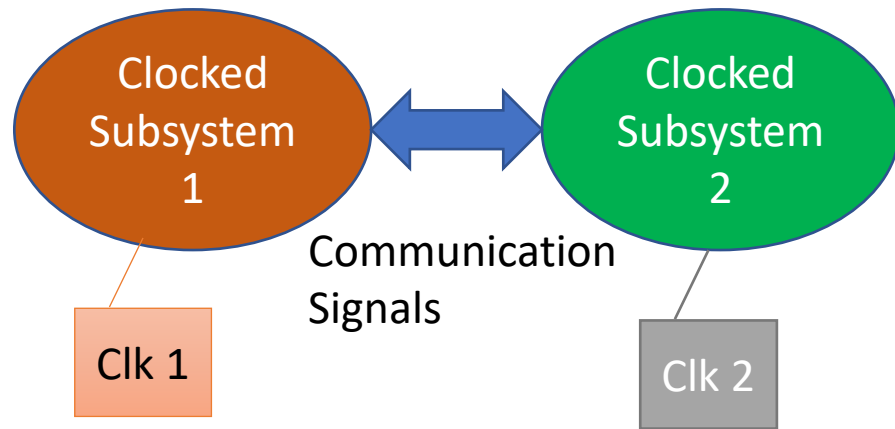 Clocked
Subsystem
1
Clocked
Subsystem
2
Communication
Signals
Clk 1
Clk 2